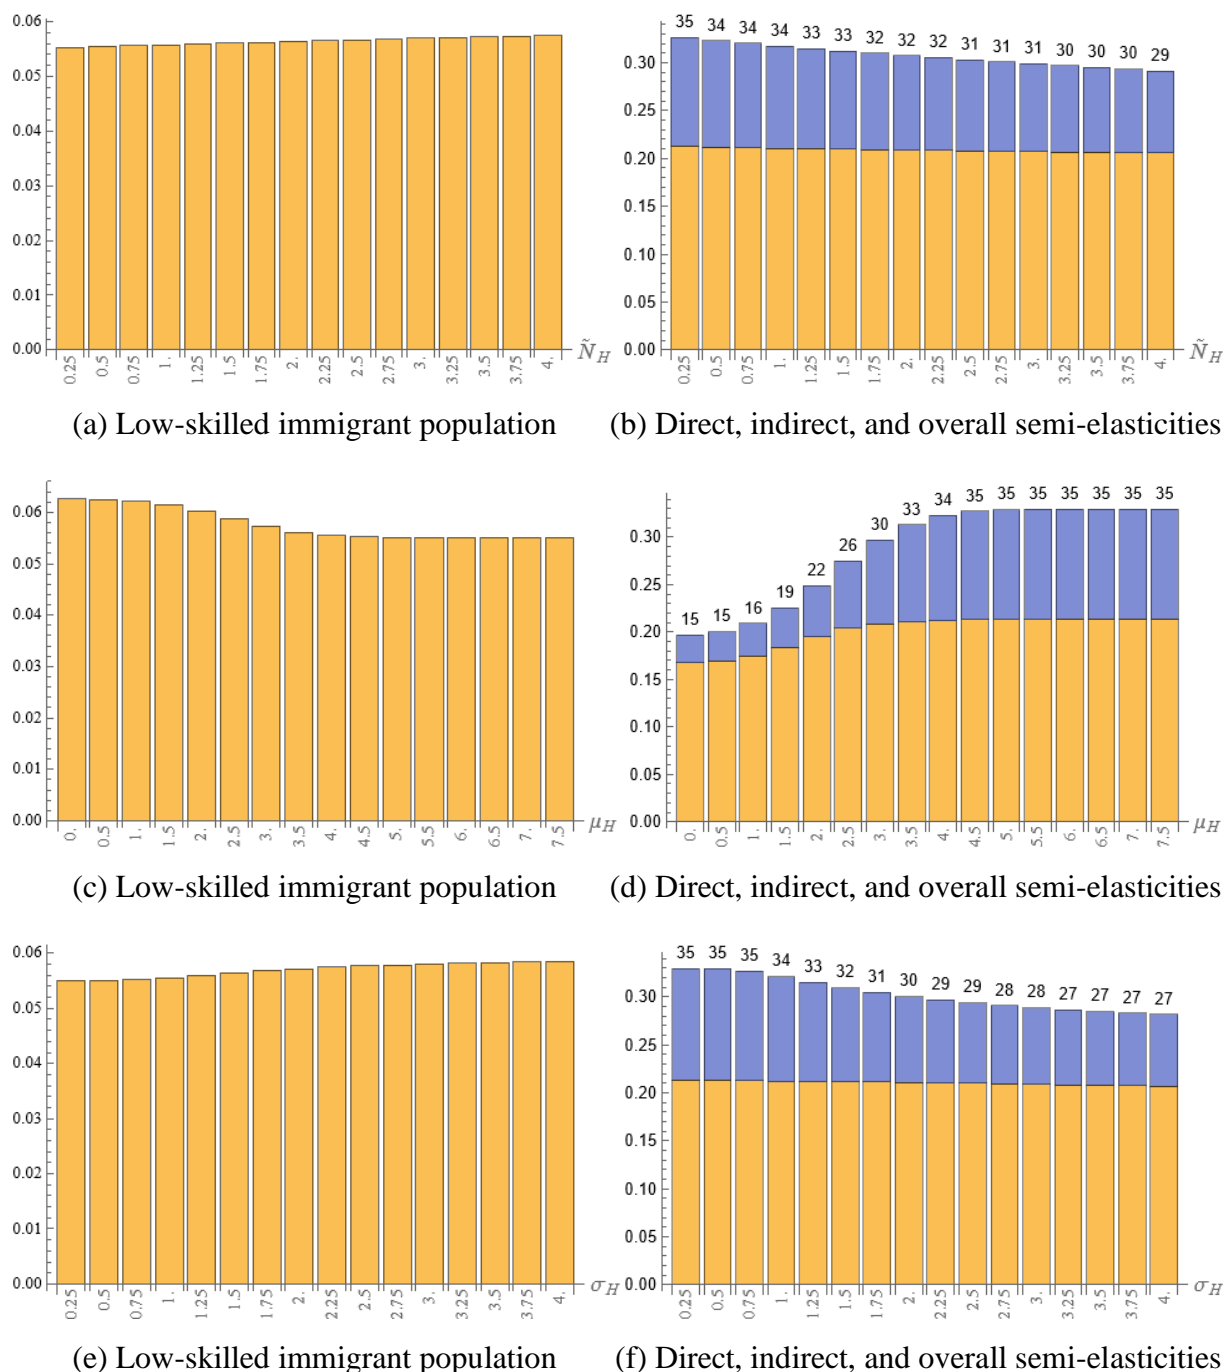 0.06
0.05
0.04
0.03
0.02
0.01
0.00
0.25 0.5 0.75 1. 1.25 1.5 1.75 2. 2.25 2.5 2.75 3. 3.25 3.5 3.75 4. Ñ_H
35 34 34 34 33 33 32 32 32 31 31 31 30 30 30 29
0.30
0.25
0.20
0.15
0.10
0.05
0.00
0.25 0.5 0.75 1. 1.25 1.5 1.75 2. 2.25 2.5 2.75 3. 3.25 3.5 3.75 4. Ñ_H
(a) Low-skilled immigrant population
(b) Direct, indirect, and overall semi-elasticities
0.06
0.05
0.04
0.03
0.02
0.01
0.00
0. 0.5 1. 1.5 2. 2.5 3. 3.5 4. 4.5 5. 5.5 6. 6.5 7. 7.5 μ_H
15 15 16 19 22 26 30 33 34 35 35 35 35 35 35 35
0.30
0.25
0.20
0.15
0.10
0.05
0.00
0. 0.5 1. 1.5 2. 2.5 3. 3.5 4. 4.5 5. 5.5 6. 6.5 7. 7.5 μ_H
(c) Low-skilled immigrant population
(d) Direct, indirect, and overall semi-elasticities
0.06
0.05
0.04
0.03
0.02
0.01
0.00
0.25 0.5 0.75 1. 1.25 1.5 1.75 2. 2.25 2.5 2.75 3. 3.25 3.5 3.75 4. σ_H
35 35 35 34 33 32 31 30 29 29 28 28 27 27 27 27
0.30
0.25
0.20
0.15
0.10
0.05
0.00
0.25 0.5 0.75 1. 1.25 1.5 1.75 2. 2.25 2.5 2.75 3. 3.25 3.5 3.75 4. σ_H
(e) Low-skilled immigrant population
(f) Direct, indirect, and overall semi-elasticities